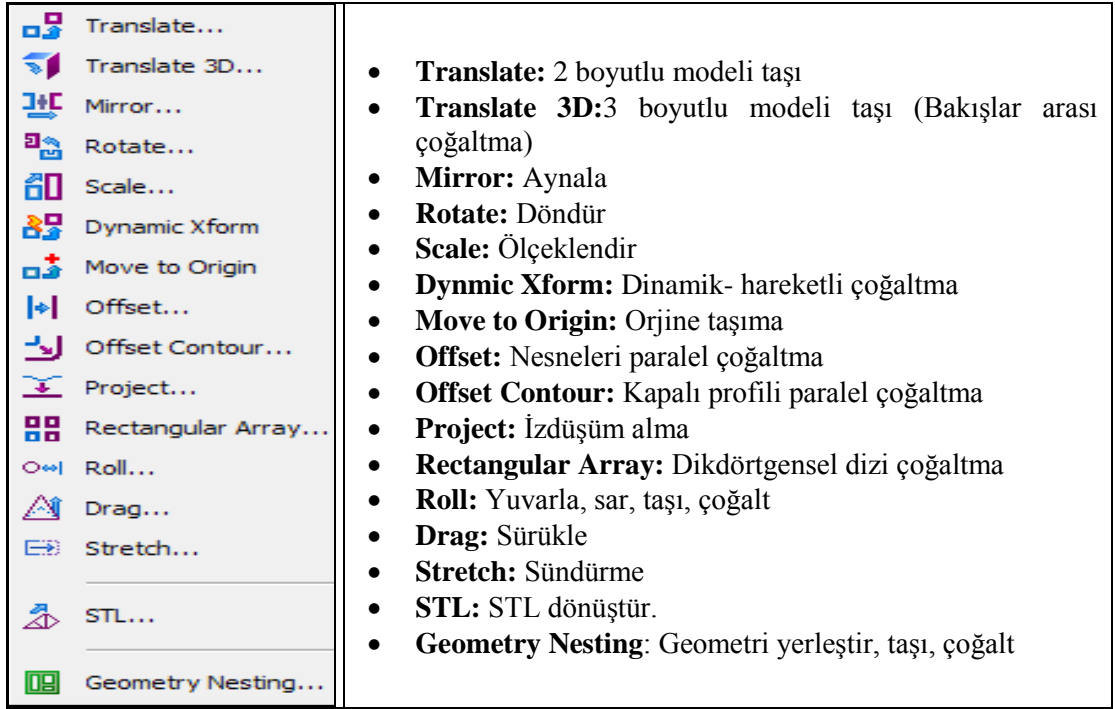 Translate...
Translate 3D...
Mirror...
Rotate...
Scale...
Dynamic Xform
Move to Origin
Offset...
Offset Contour...
Project...
Rectangular Array...
Roll...
Drag...
Stretch...
STL...
Geometry Nesting...
• Translate: 2 boyutlu modeli taşı
• Translate 3D:3 boyutlu modeli taşı (Bakışlar arası
çoğaltma)
• Mirror: Aynala
• Rotate: Döndür
• Scale: Ölçeklendir
• Dynmic Xform: Dinamik- hareketli çoğaltma
• Move to Origin: Orjine taşıma
• Offset: Nesneleri paralel çoğaltma
• Offset Contour: Kapalı profili paralel çoğaltma
• Project: İzdüşüm alma
• Rectangular Array: Dikdörtgensel dizi çoğaltma
• Roll: Yuvarla, sar, taşı, çoğalt
• Drag: Sürükle
• Stretch: Sündürme
• STL: STL dönüştür.
• Geometry Nesting: Geometri yerleştir, taşı, çoğalt